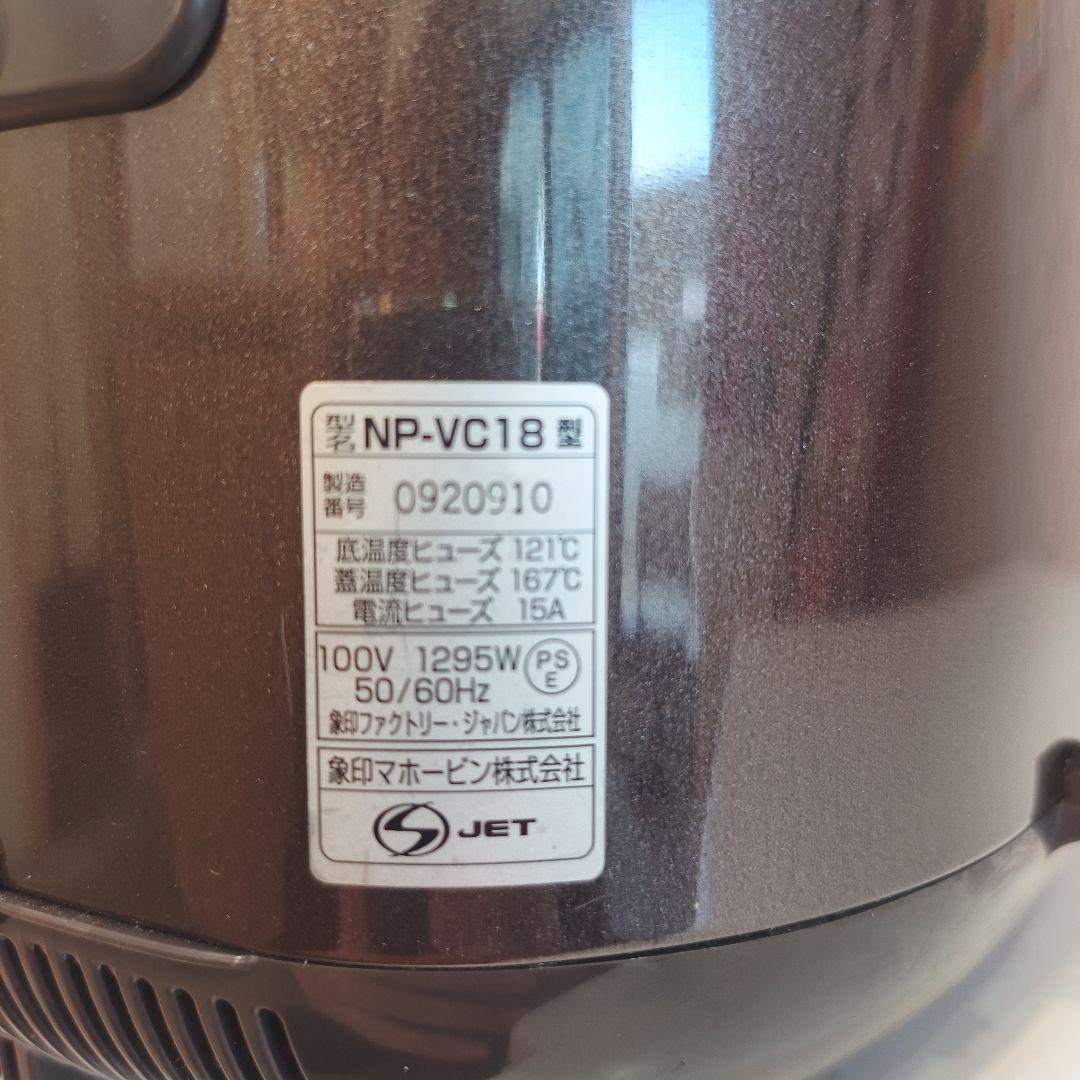 型名 NP-VC18 型
製造番号 0920910
底温度ヒューズ 121℃
蓋温度ヒューズ 167℃
電流ヒューズ 15A
100V 1295W PSE
50/60Hz
象印ファクトリー・ジャパン株式会社
象印マホービン株式会社
S JET